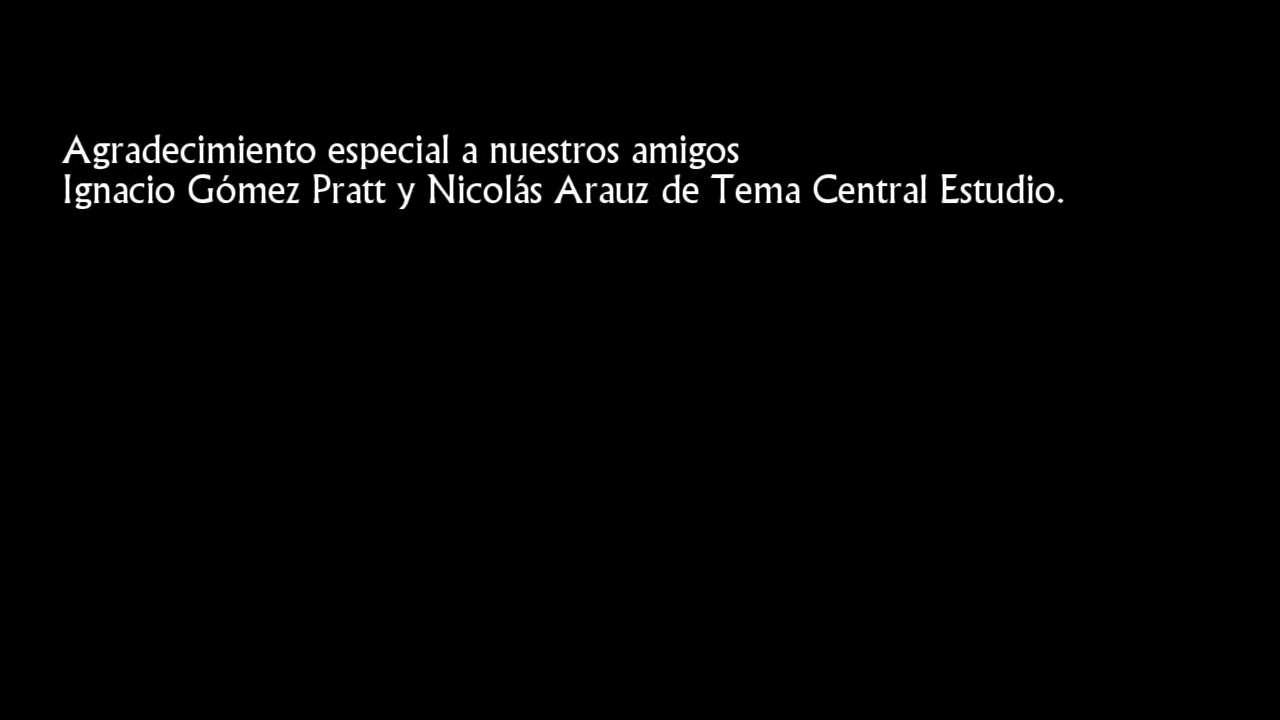 Agradecimiento especial a nuestros amigos
Ignacio Gómez Pratt y Nicolás Arauz de Tema Central Estudio.